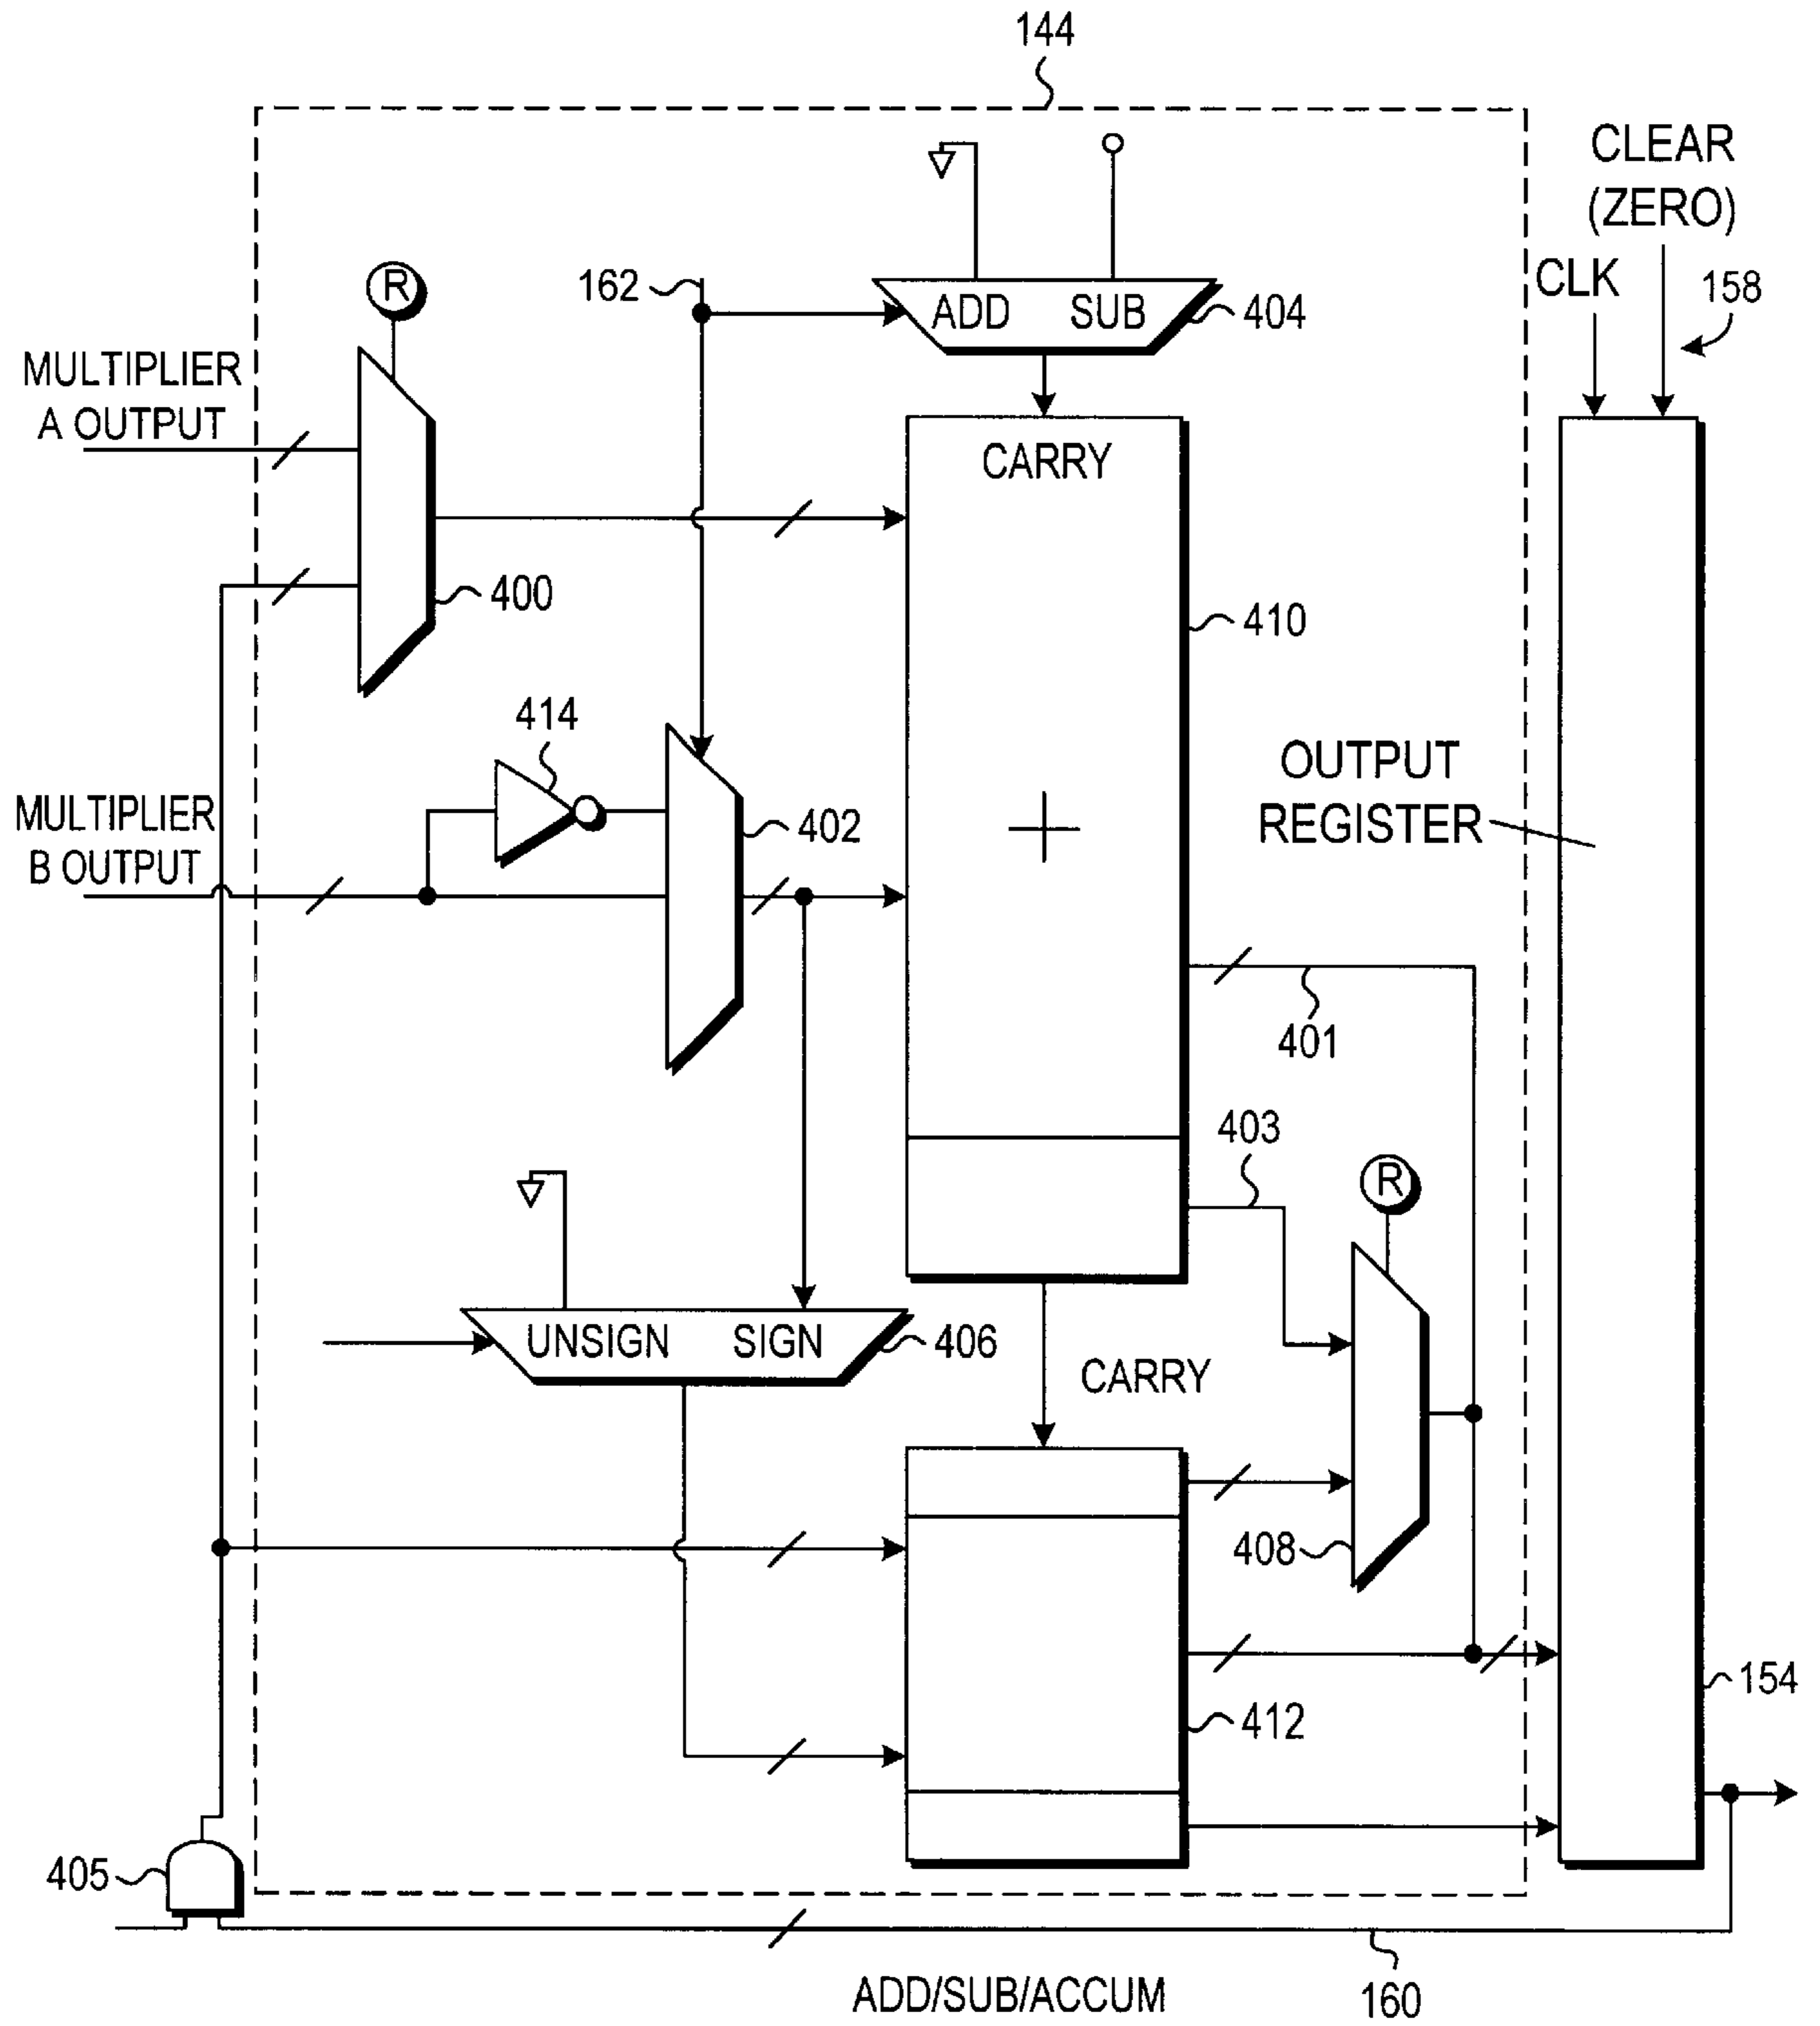 144
CLEAR
(ZERO)
CLK
158
R
162
ADD SUB
404
MULTIPLIER
A OUTPUT
CARRY
400
410
414
OUTPUT
REGISTER
MULTIPLIER
B OUTPUT
402
401
403
R
UNSIGN SIGN
406
CARRY
408
154
412
405
160
ADD/SUB/ACCUM